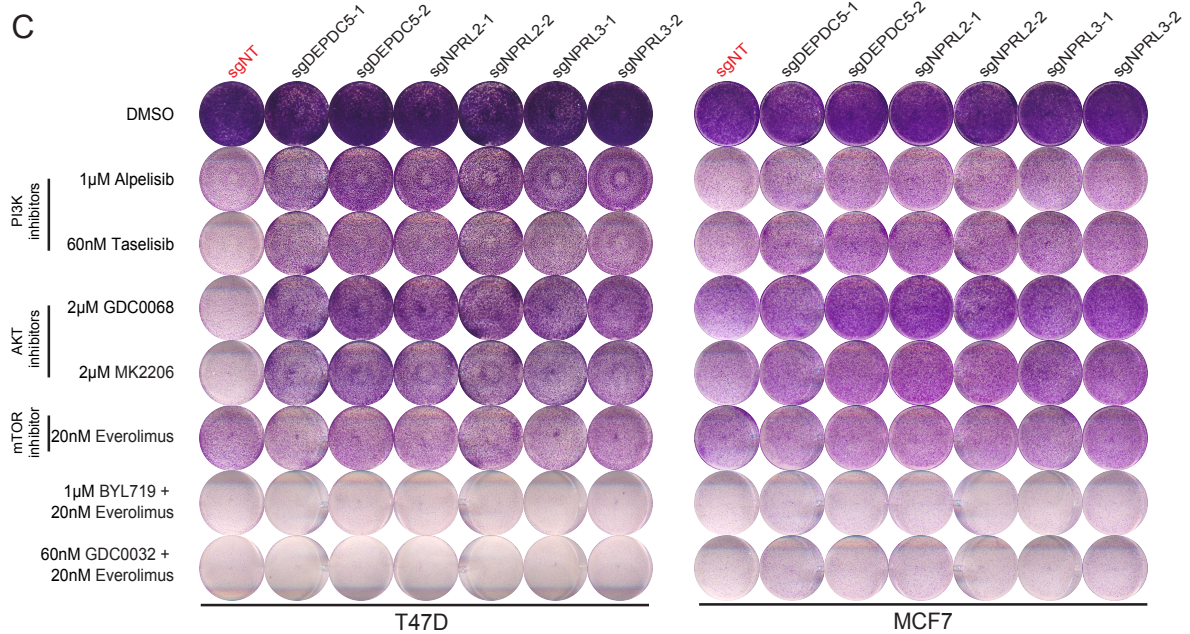 C
sgNT
sgDEPDC5-1
sgDEPDC5-2
sgNPRL2-1
sgNPRL2-2
sgNPRL3-1
sgNPRL3-2
sgNT
sgDEPDC5-1
sgDEPDC5-2
sgNPRL2-1
sgNPRL2-2
sgNPRL3-1
sgNPRL3-2
DMSO
PI3K
inhibitors
1µM Alpelisib
60nM Taselisib
AKT
inhibitors
2µM GDC0068
2µM MK2206
mTOR
inhibitor
20nM Everolimus
1µM BYL719 +
20nM Everolimus
60nM GDC0032 +
20nM Everolimus
T47D
MCF7